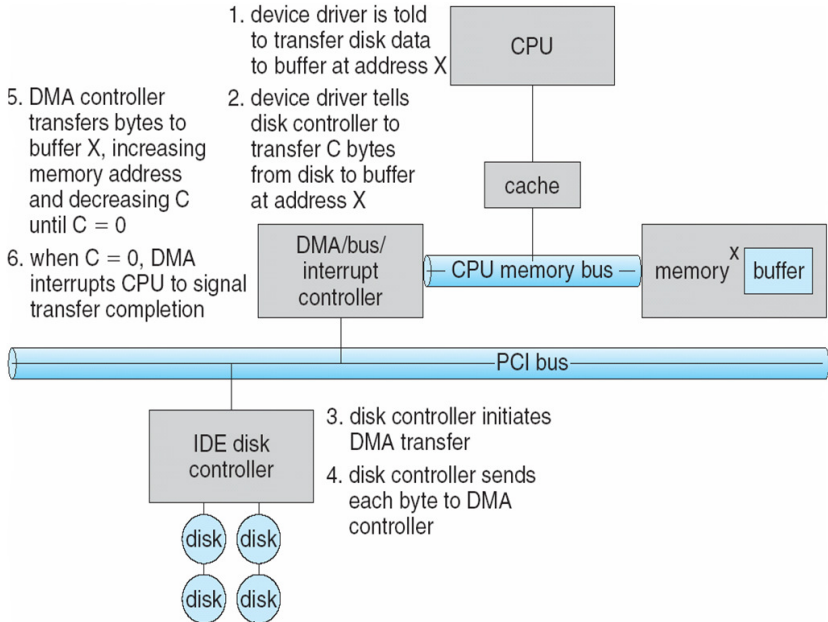 1. device driver is told
to transfer disk data
to buffer at address X
CPU
5. DMA controller
transfers bytes to
buffer X, increasing
memory address
and decreasing C
until C = 0
2. device driver tells
disk controller to
transfer C bytes
from disk to buffer
at address X
cache
6. when C = 0, DMA
interrupts CPU to signal
transfer completion
DMA/bus/
interrupt
controller
CPU memory bus
memory
x
buffer
PCI bus
IDE disk
controller
3. disk controller initiates
DMA transfer
4. disk controller sends
each byte to DMA
controller
disk
disk
disk
disk